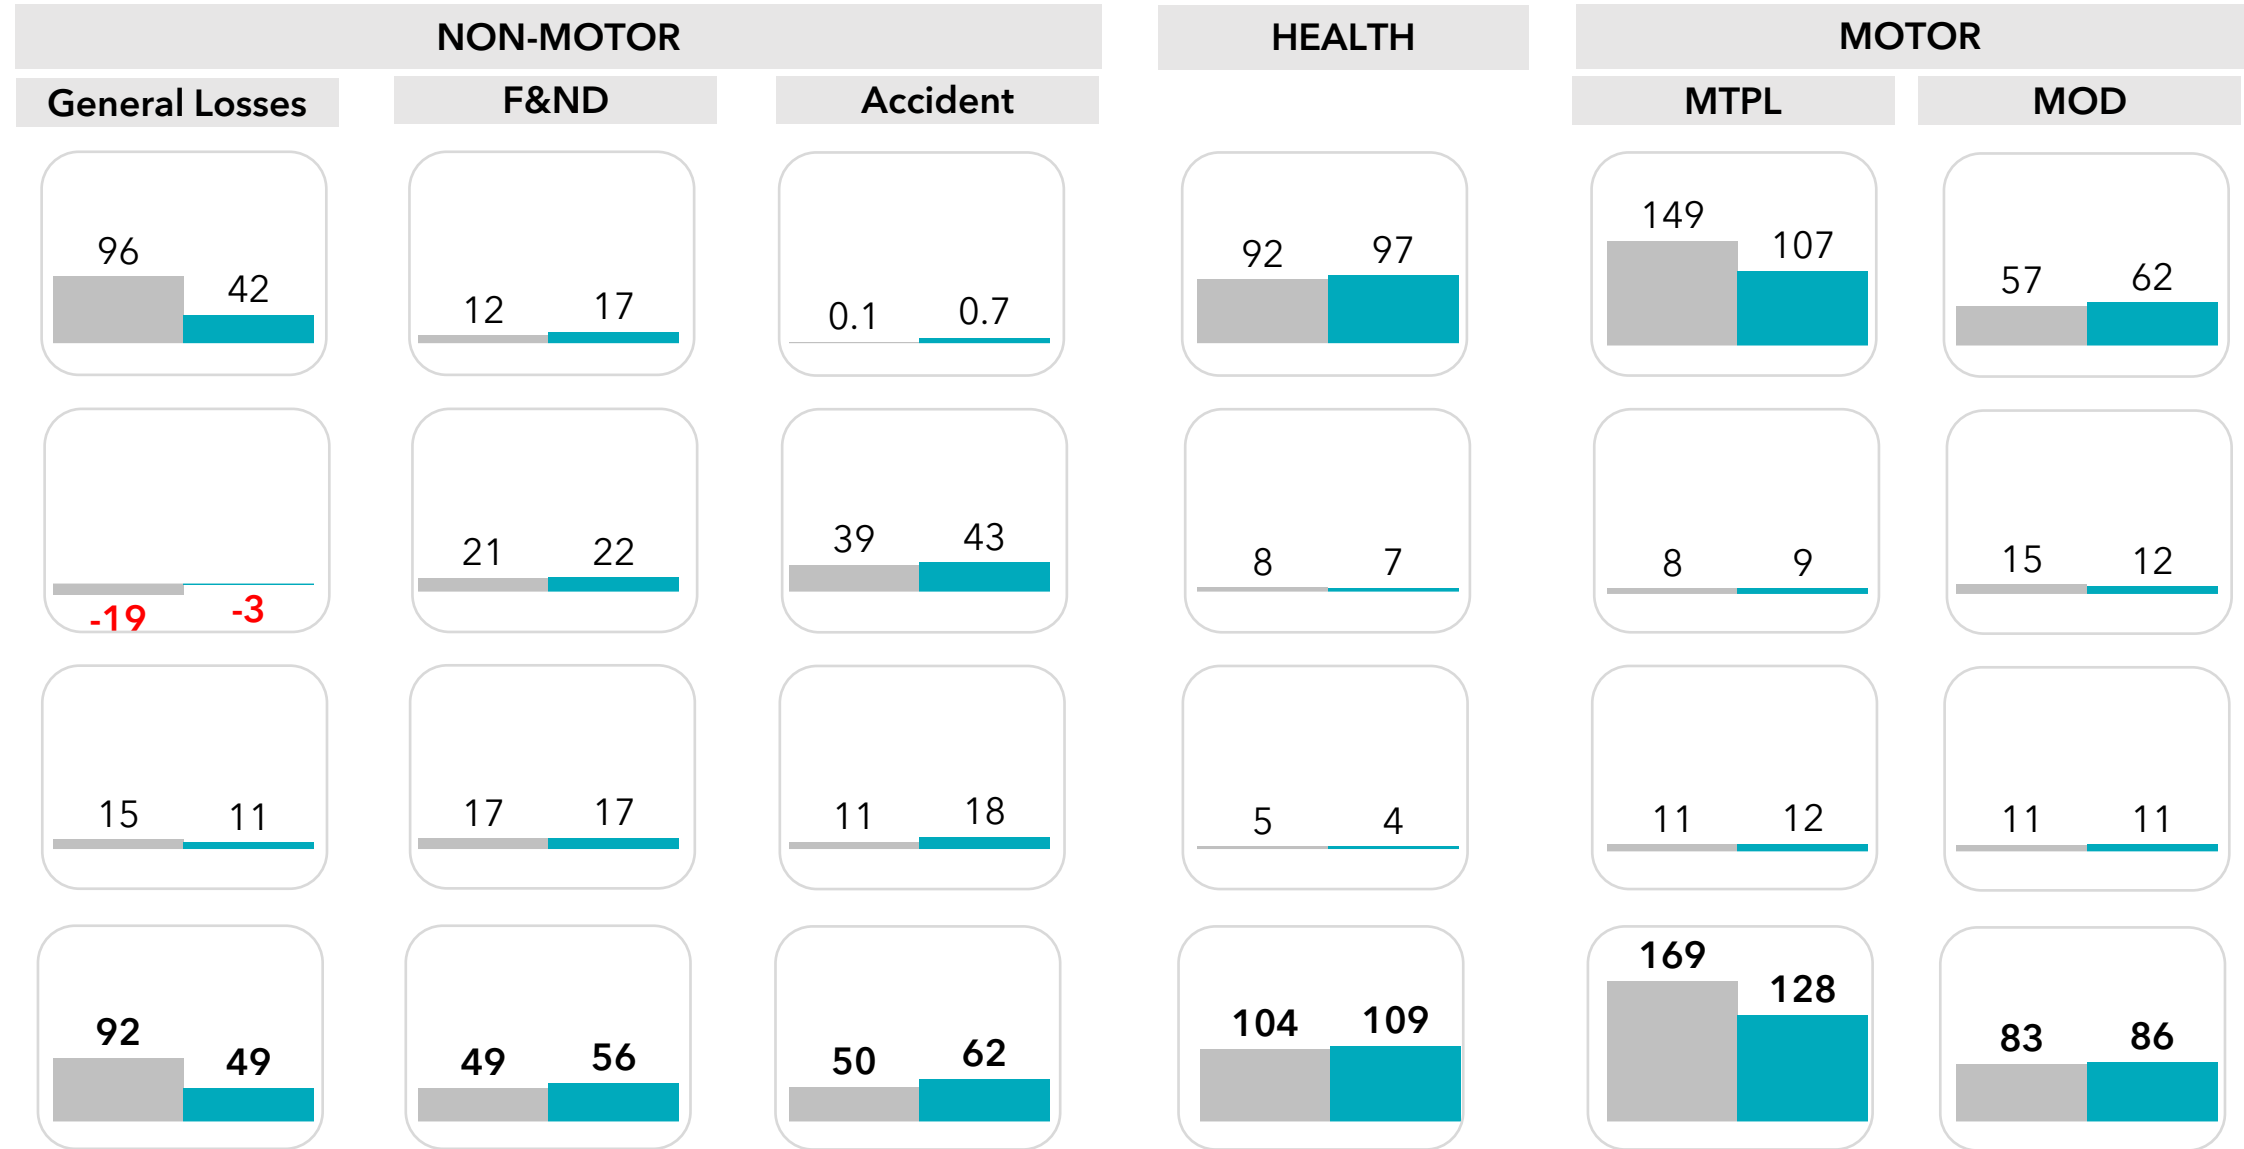 NON-MOTOR HEALTH MOTOR
General Losses F&ND Accident MTPL MOD
96 42 12 17 0.1 0.7 92 97 149 107 57 62
-19 -3 21 22 39 43 8 7 8 9 15 12
15 11 17 17 11 18 5 4 11 12 11 11
92 49 49 56 50 62 104 109 169 128 83 86